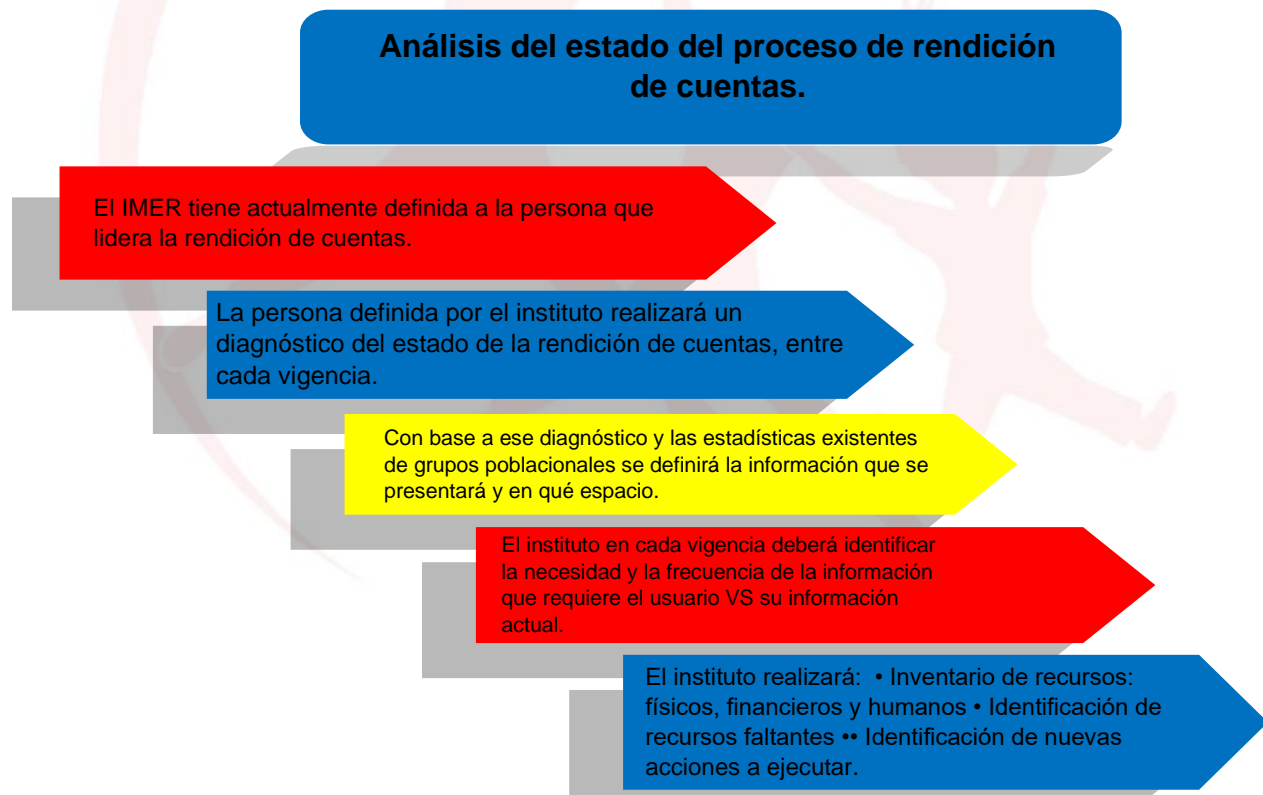 Análisis del estado del proceso de rendición
de cuentas.
El IMER tiene actualmente definida a la persona que
lidera la rendición de cuentas.
La persona definida por el instituto realizará un
diagnóstico del estado de la rendición de cuentas, entre
cada vigencia.
Con base a ese diagnóstico y las estadísticas existentes
de grupos poblacionales se definirá la información que se
presentará y en qué espacio.
El instituto en cada vigencia deberá identificar
la necesidad y la frecuencia de la información
que requiere el usuario VS su información
actual.
El instituto realizará: • Inventario de recursos:
físicos, financieros y humanos • Identificación de
recursos faltantes •• Identificación de nuevas
acciones a ejecutar.